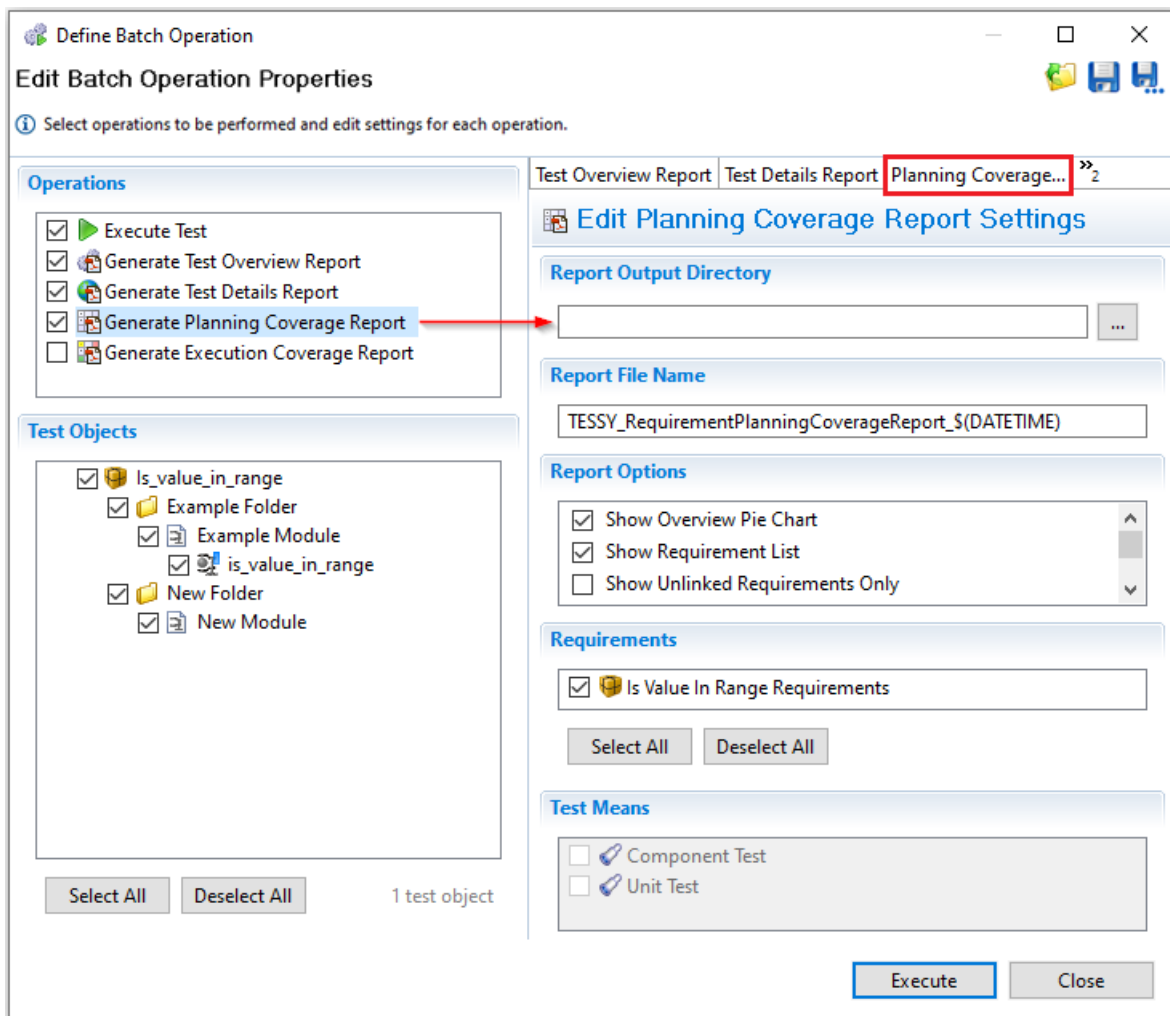 Define Batch Operation
Edit Batch Operation Properties
Select operations to be performed and edit settings for each operation.
Operations
Execute Test
Generate Test Overview Report
Generate Test Details Report
Generate Planning Coverage Report
Generate Execution Coverage Report
Test Objects
Is_value_in_range
Example Folder
Example Module
is_value_in_range
New Folder
New Module
Select All
Deselect All
1 test object
Test Overview Report
Test Details Report
Planning Coverage...
»2
Edit Planning Coverage Report Settings
Report Output Directory
...
Report File Name
TESSY_RequirementPlanningCoverageReport_$(DATETIME)
Report Options
Show Overview Pie Chart
Show Requirement List
Show Unlinked Requirements Only
Requirements
Is Value In Range Requirements
Select All
Deselect All
Test Means
Component Test
Unit Test
Execute
Close